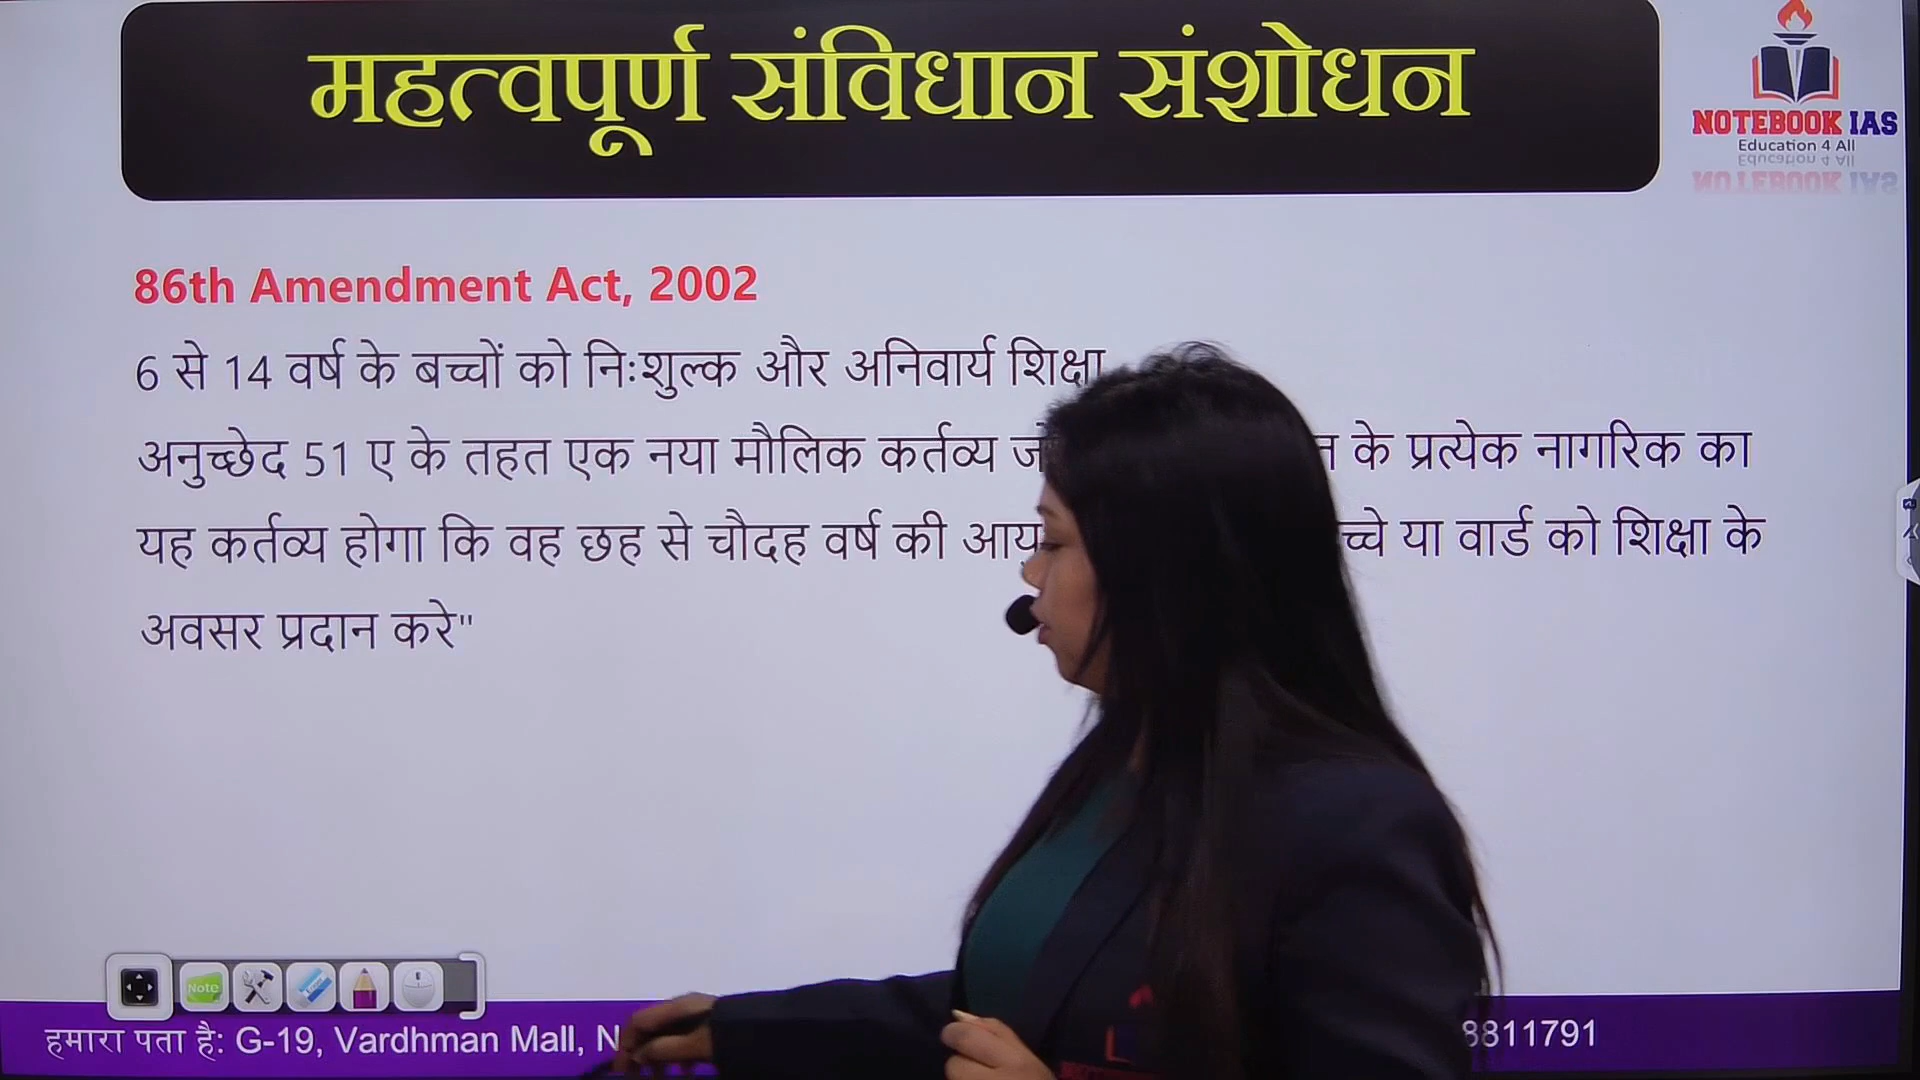 महत्वपूर्ण संविधान संशोधन
NOTEBOOK IAS
Education 4 All
86th Amendment Act, 2002
6 से 14 वर्ष के बच्चों को निःशुल्क और अनिवार्य शिक्षा
अनुच्छेद 51 ए के तहत एक नया मौलिक कर्तव्य के प्रत्येक नागरिक का
यह कर्तव्य होगा कि वह छह से चौदह वर्ष की या वार्ड को शिक्षा के
अवसर प्रदान करे"
Note
हमारा पता है: G-19, Vardhman Mall, 8811791